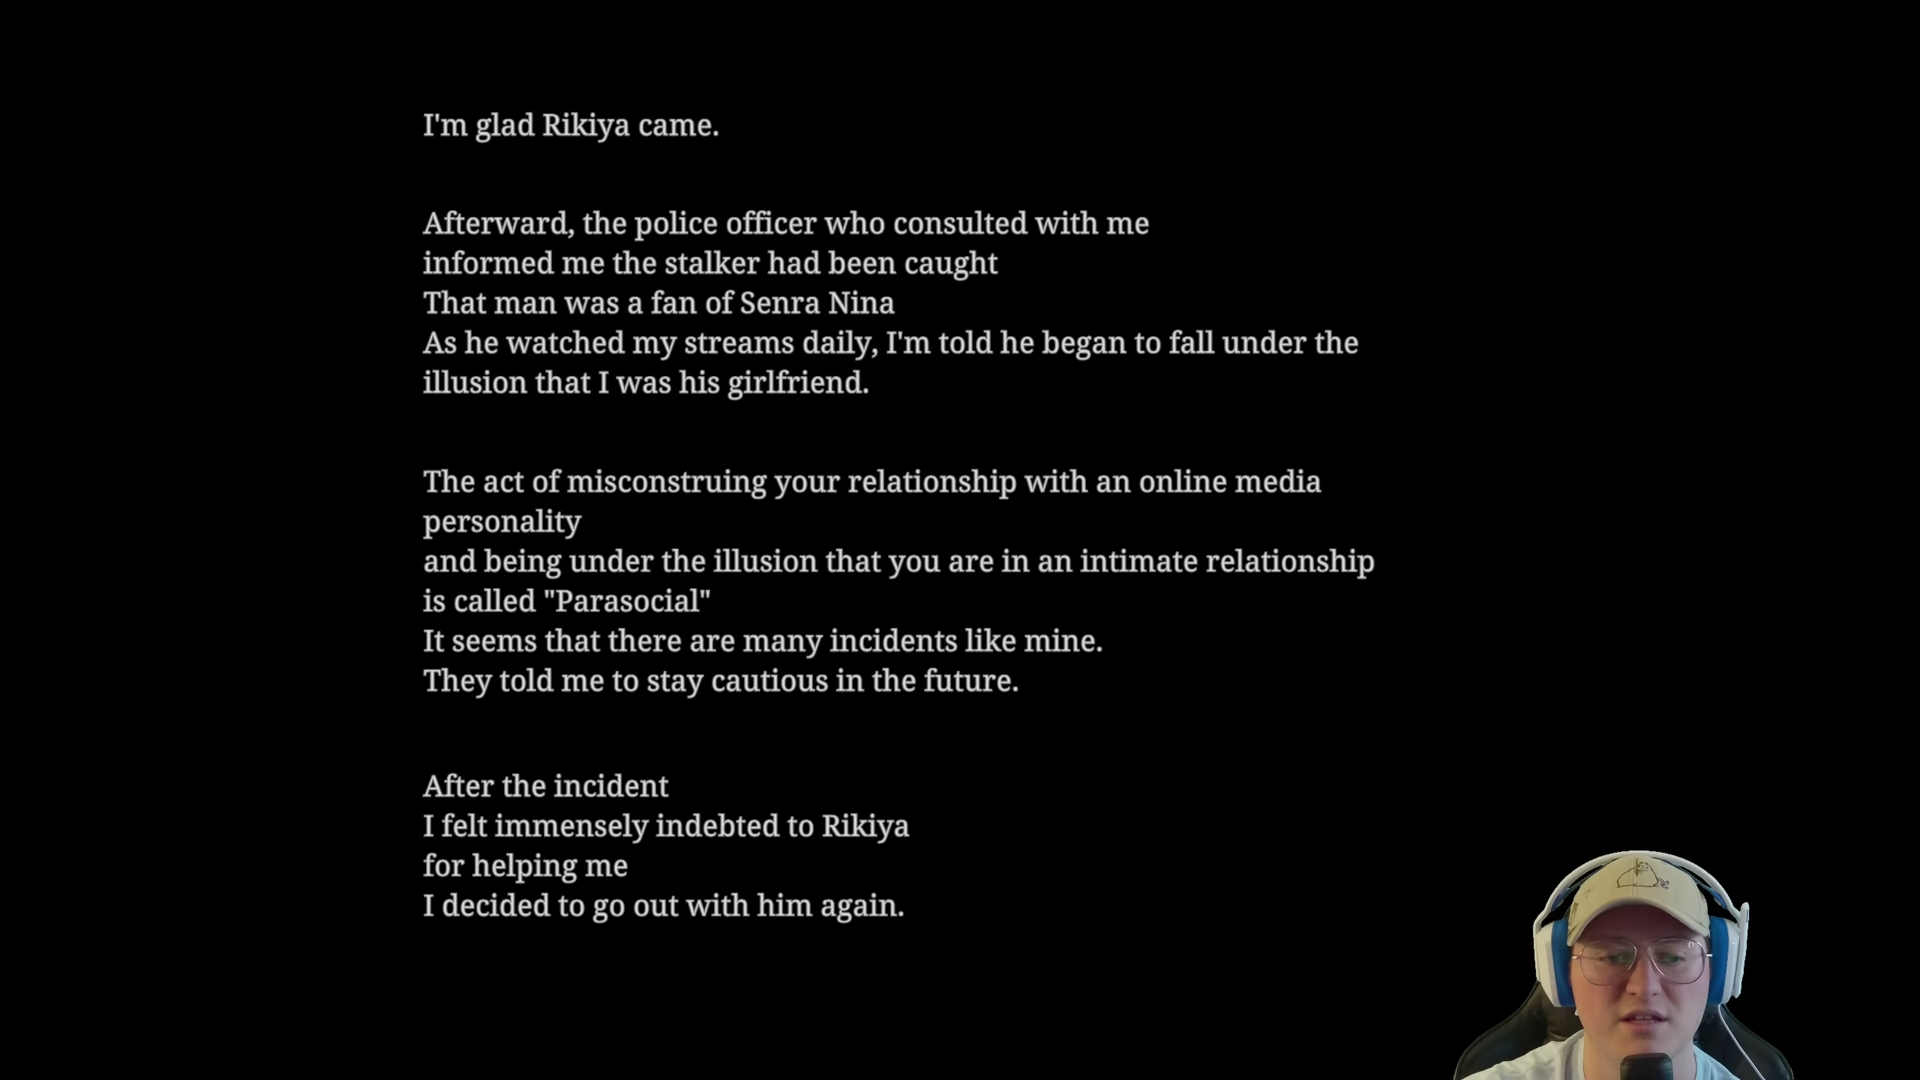 I'm glad Rikiya came.
Afterward, the police officer who consulted with me
informed me the stalker had been caught
That man was a fan of Senra Nina
As he watched my streams daily, I'm told he began to fall under the
illusion that I was his girlfriend.
The act of misconstruing your relationship with an online media
personality
and being under the illusion that you are in an intimate relationship
is called "Parasocial"
It seems that there are many incidents like mine.
They told me to stay cautious in the future.
After the incident
I felt immensely indebted to Rikiya
for helping me
I decided to go out with him again.